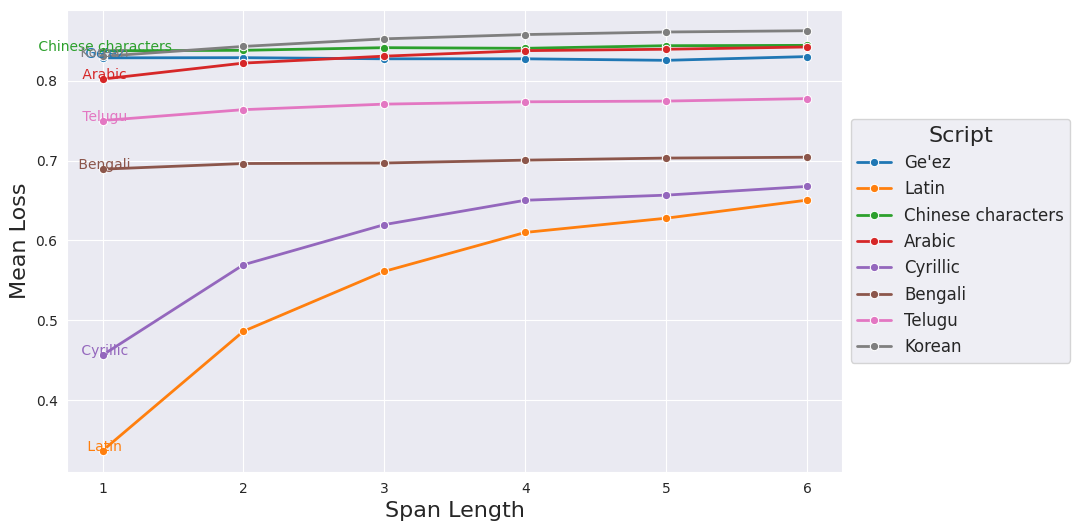 Chinese characters
Korean
Ge'ez
Arabic
Telugu
Bengali
Cyrillic
Latin
0.8
0.7
0.6
0.5
0.4
Mean Loss
1 2 3 4 5 6
Span Length
Script
Ge'ez
Latin
Chinese characters
Arabic
Cyrillic
Bengali
Telugu
Korean